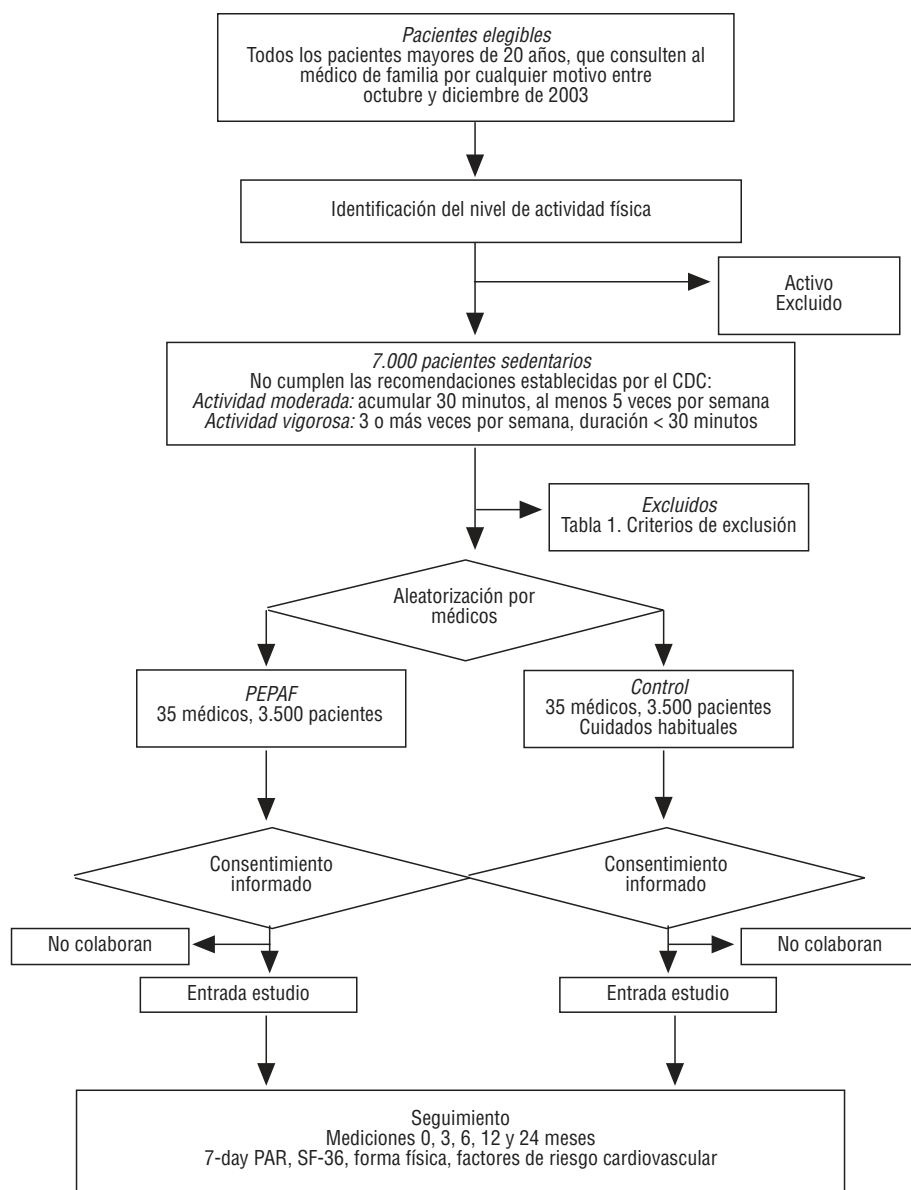 Pacientes elegibles
Todos los pacientes mayores de 20 años, que consulten al
médico de familia por cualquier motivo entre
octubre y diciembre de 2003
Identificación del nivel de actividad física
Activo
Excluido
7.000 pacientes sedentarios
No cumplen las recomendaciones establecidas por el CDC:
Actividad moderada: acumular 30 minutos, al menos 5 veces por semana
Actividad vigorosa: 3 o más veces por semana, duración < 30 minutos
Excluidos
Tabla 1. Criterios de exclusión
Aleatorización por
médicos
PEPAF
35 médicos, 3.500 pacientes
Control
35 médicos, 3.500 pacientes
Cuidados habituales
Consentimiento
informado
Consentimiento
informado
No colaboran
No colaboran
Entrada estudio
Entrada estudio
Seguimiento
Mediciones 0, 3, 6, 12 y 24 meses
7-day PAR, SF-36, forma física, factores de riesgo cardiovascular